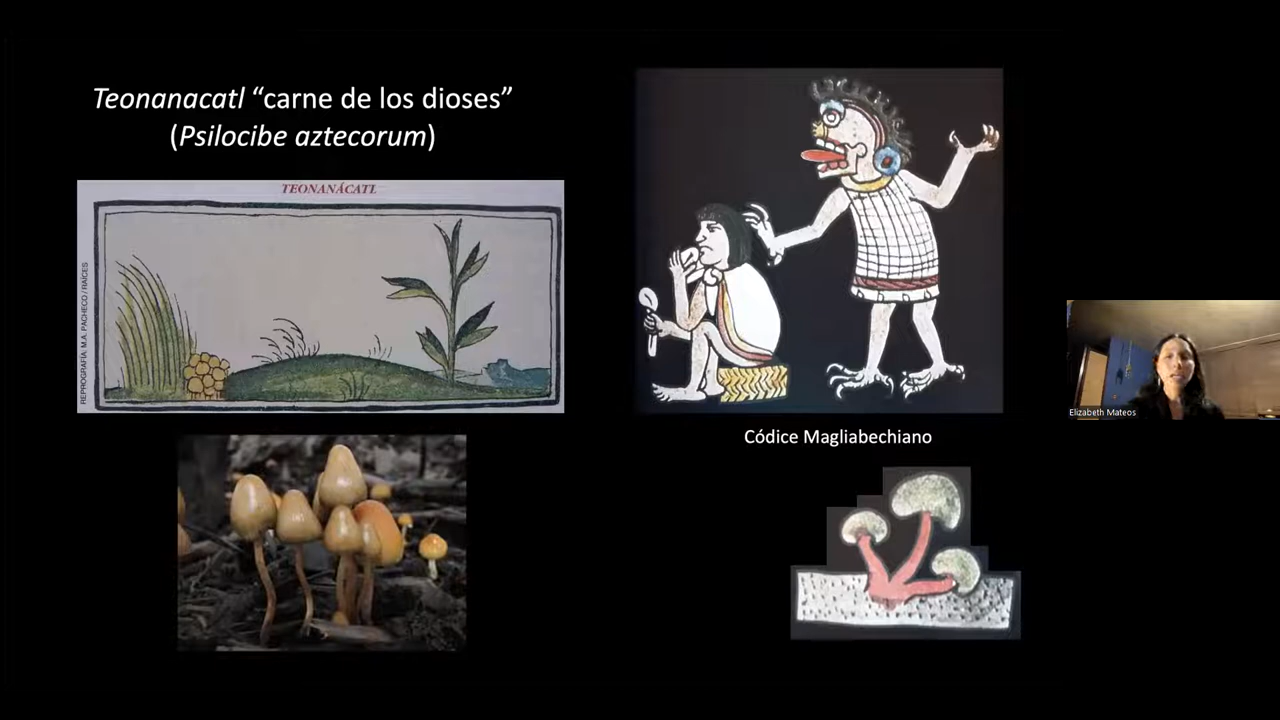 Teonanacatl “carne de los dioses”
(Psilocibe aztecorum)
TEONANÁCATL
REPROGRAFÍA: M.A. PACHECO / RAÍCES
Códice Magliabechiano
Elizabeth Mateos